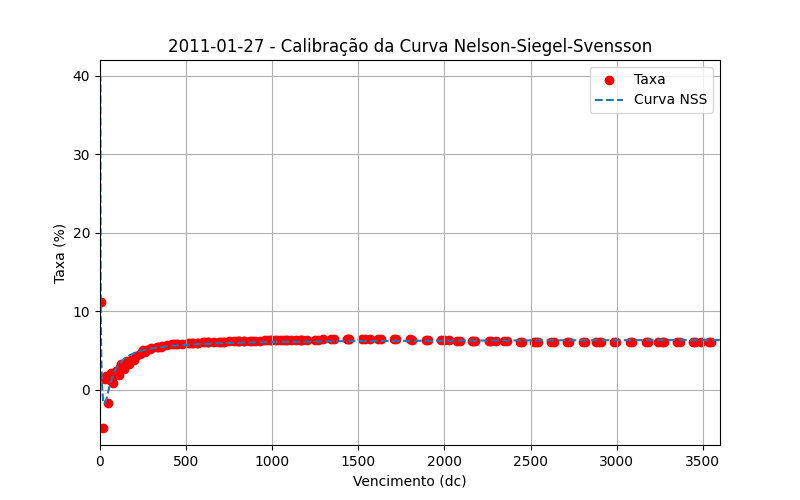 2011-01-27 - Calibração da Curva Nelson-Siegel-Svensson
Taxa
Curva NSS
Taxa (%)
40
30
20
10
0
0 500 1000 1500 2000 2500 3000 3500
Vencimento (dc)